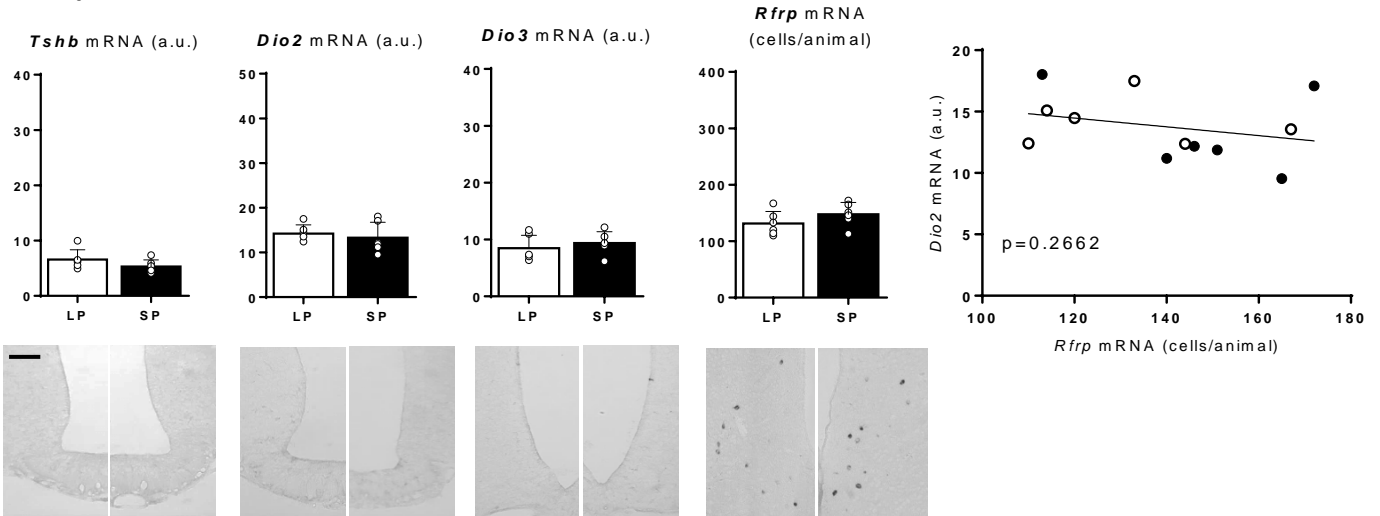 Tshb mRNA (a.u.)
40
30
20
10
0
LP SP
Dio2 mRNA (a.u.)
50
40
30
20
10
0
LP SP
Dio3 mRNA (a.u.)
40
30
20
10
0
LP SP
Rfrp mRNA
(cells/animal)
400
300
200
100
0
LP SP
Dio2 mRNA (a.u.)
20
15
10
5
0
p=0.2662
100 120 140 160 180
Rfrp mRNA (cells/animal)